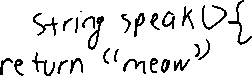 String speak(){
return "meow"